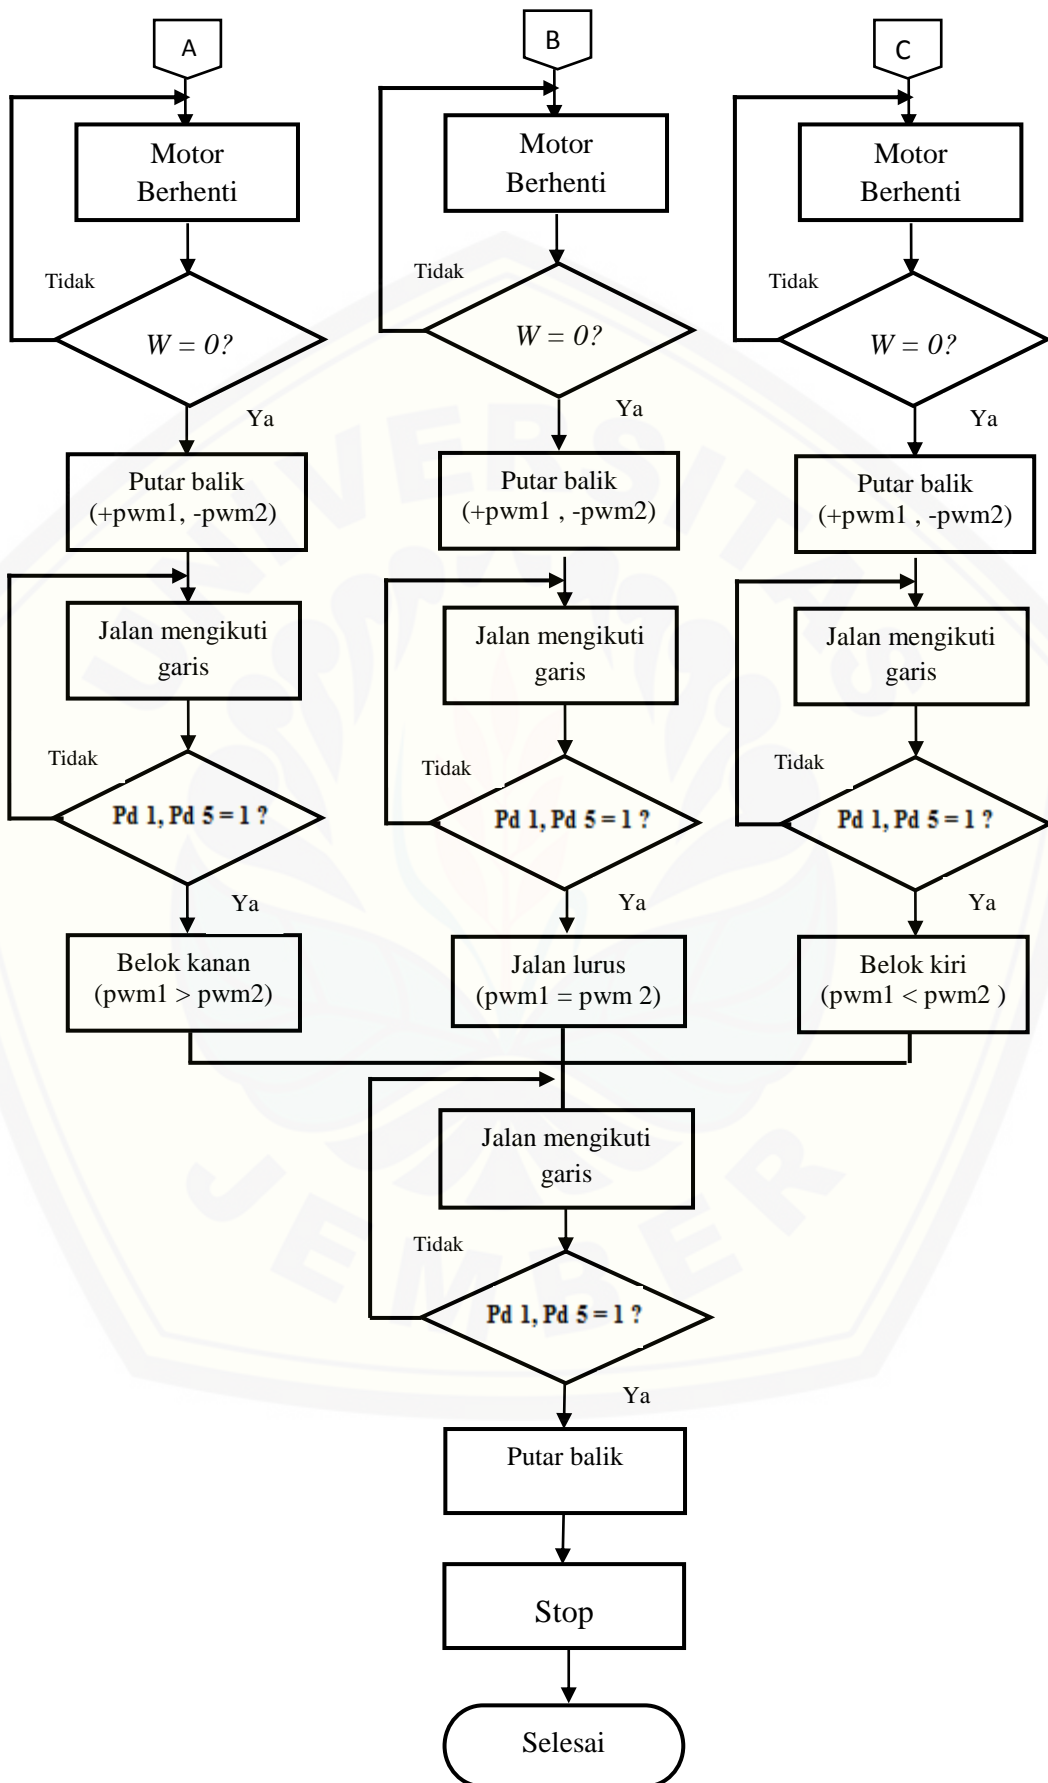 A
B
C
Motor
Berhenti
Motor
Berhenti
Motor
Berhenti
Tidak
Tidak
Tidak
W = 0?
W = 0?
W = 0?
Ya
Ya
Ya
Putar balik
(+pwm1, -pwm2)
Putar balik
(+pwm1 , -pwm2)
Putar balik
(+pwm1 , -pwm2)
Jalan mengikuti
garis
Jalan mengikuti
garis
Jalan mengikuti
garis
Tidak
Tidak
Tidak
Pd 1, Pd 5 = 1 ?
Pd 1, Pd 5 = 1 ?
Pd 1, Pd 5 = 1 ?
Ya
Ya
Ya
Belok kanan
(pwm1 > pwm2)
Jalan lurus
(pwm1 = pwm 2)
Belok kiri
(pwm1 < pwm2 )
Jalan mengikuti
garis
Tidak
Pd 1, Pd 5 = 1 ?
Ya
Putar balik
Stop
Selesai
UNIVERSITAS
JEMBER